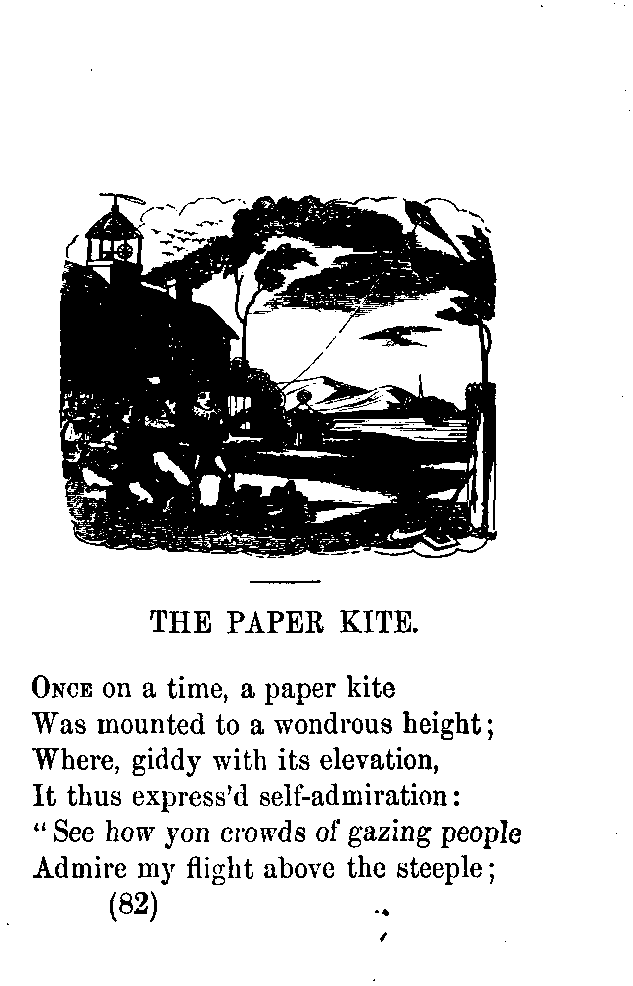 THE PAPER KITE.
ONCE on a time, a paper kite
Was mounted to a wondrous height;
Where, giddy with its elevation,
It thus express'd self-admiration:
"See how yon crowds of gazing people
Admire my flight above the steeple;
(82)